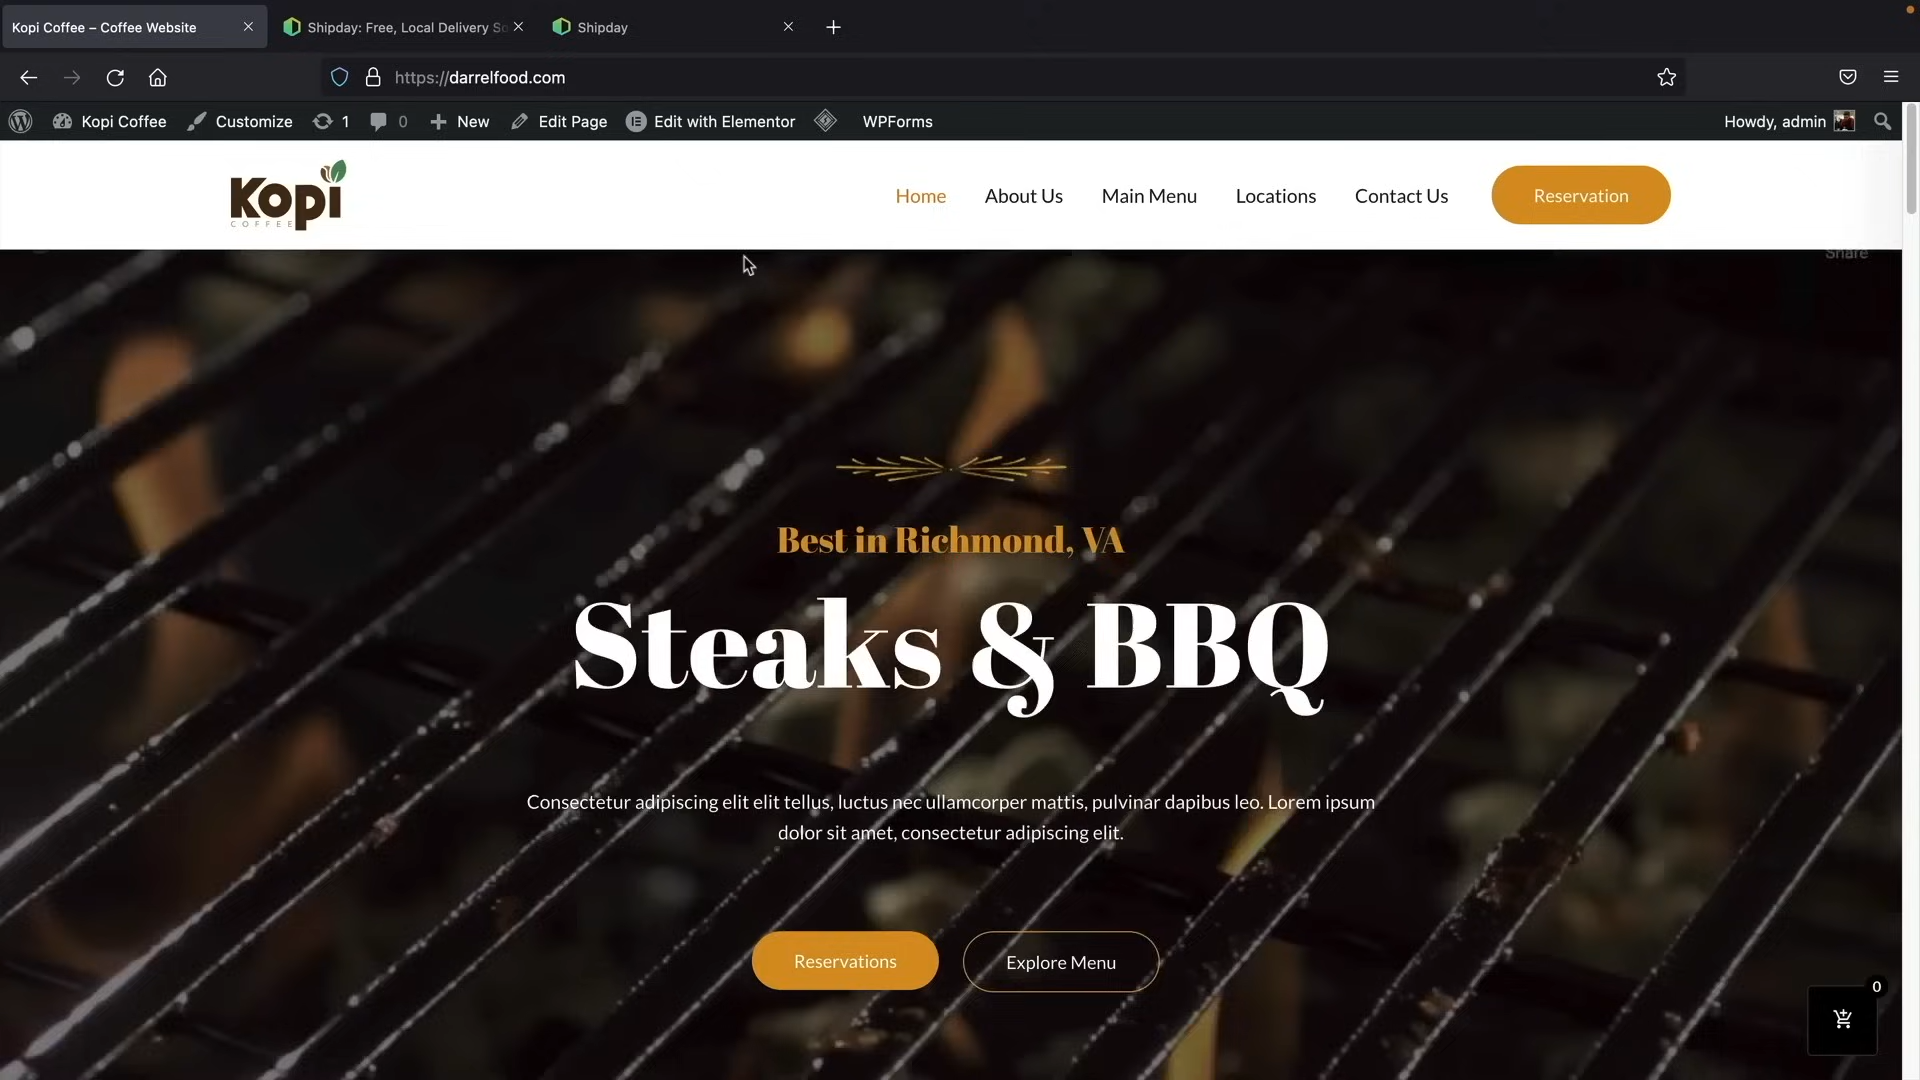 Kopi Coffee – Coffee Website
Shipday: Free, Local Delivery So
Shipday
https://darrelfood.com
Kopi Coffee
Customize
1
0
New
Edit Page
Edit with Elementor
WPForms
Howdy, admin
Kopi
COFFEE
Home
About Us
Main Menu
Locations
Contact Us
Reservation
Share
Best in Richmond, VA
Steaks & BBQ
Consectetur adipiscing elit elit tellus, luctus nec ullamcorper mattis, pulvinar dapibus leo. Lorem ipsum
dolor sit amet, consectetur adipiscing elit.
Reservations
Explore Menu
0